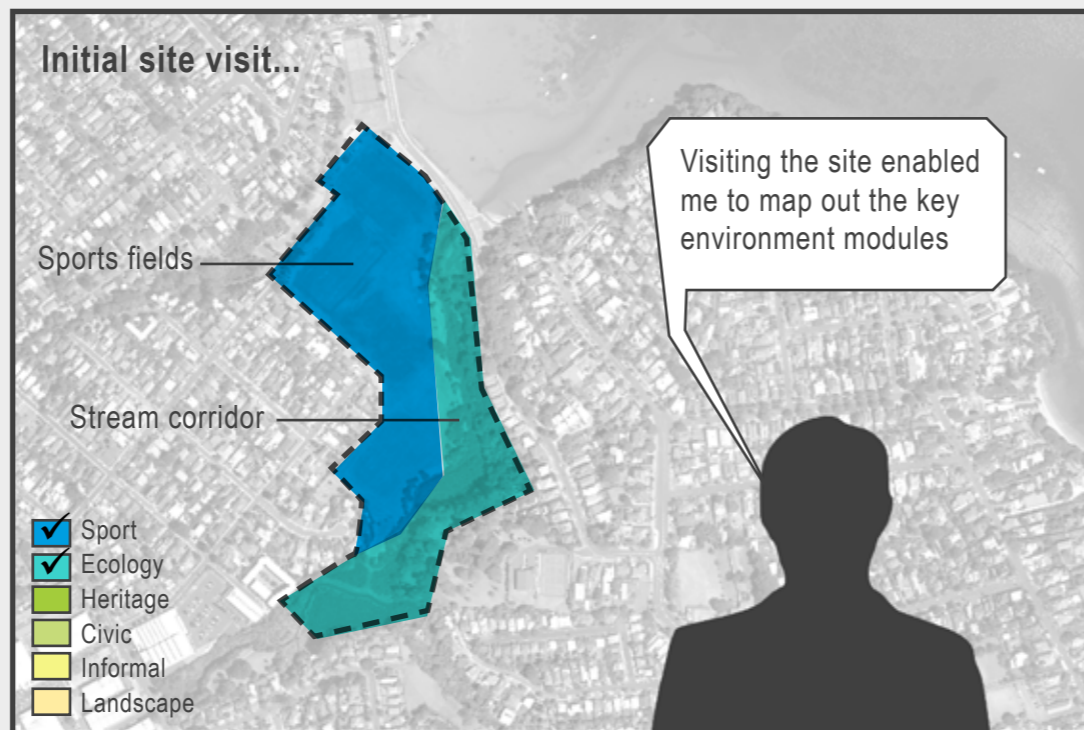 Initial site visit...
Visiting the site enabled
me to map out the key
environment modules
Sports fields
Stream corridor
Sport
Ecology
Heritage
Civic
Informal
Landscape